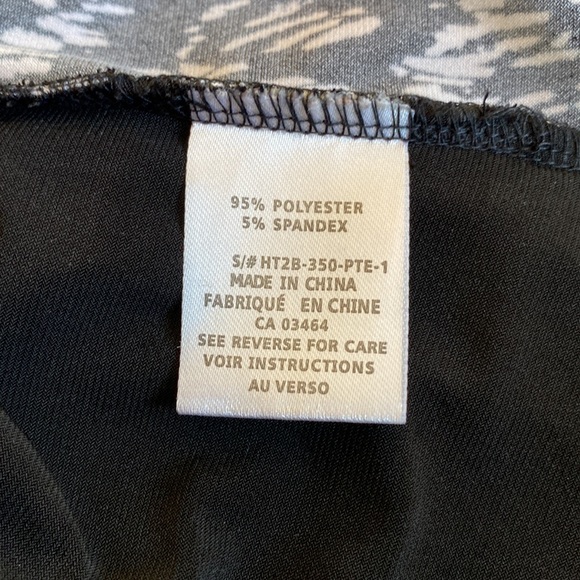 95% POLYESTER
5% SPANDEX
S/# HT2B-350-PTE-1
MADE IN CHINA
FABRIQUÉ EN CHINE
CA 03464
SEE REVERSE FOR CARE
VOIR INSTRUCTIONS
AU VERSO